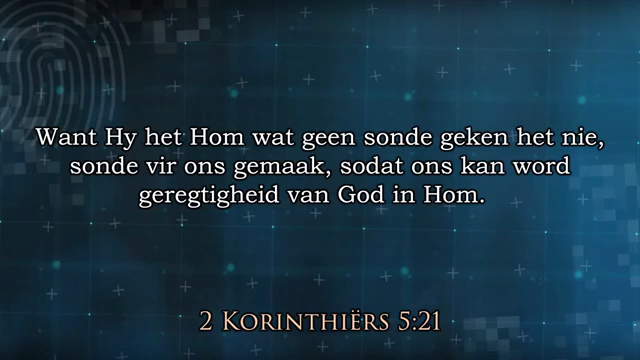 Want Hy het Hom wat geen sonde geken het nie,
sonde vir ons gemaak, sodat ons kan word
geregtigheid van God in Hom.
2 Korinthiërs 5:21